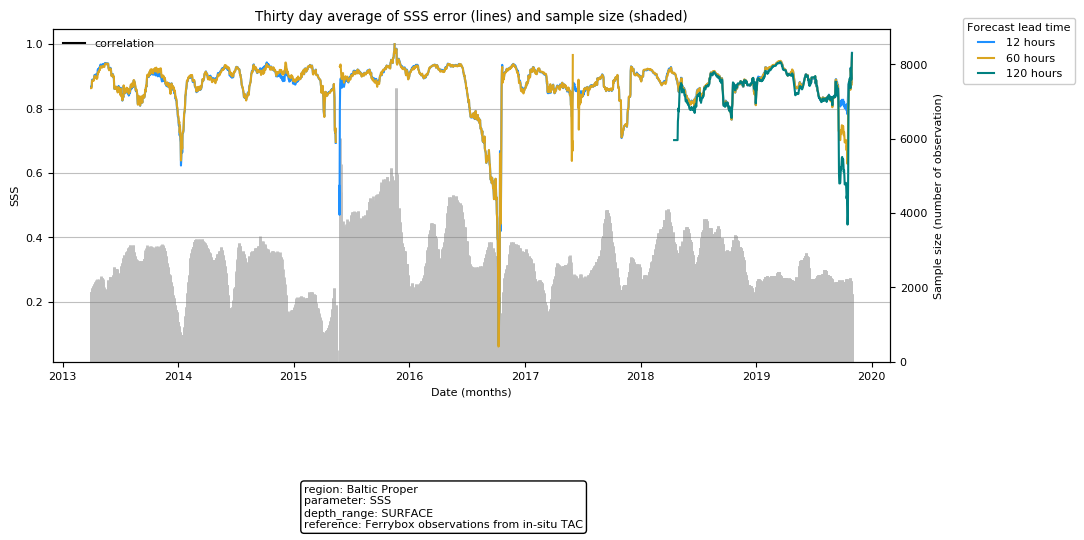 Thirty day average of SSS error (lines) and sample size (shaded)
correlation
Forecast lead time
12 hours
60 hours
120 hours
SSS
1.0
0.8
0.6
0.4
0.2
8000
6000
4000
2000
0
Sample size (number of observation)
2013 2014 2015 2016 2017 2018 2019 2020
Date (months)
region: Baltic Proper
parameter: SSS
depth_range: SURFACE
reference: Ferrybox observations from in-situ TAC